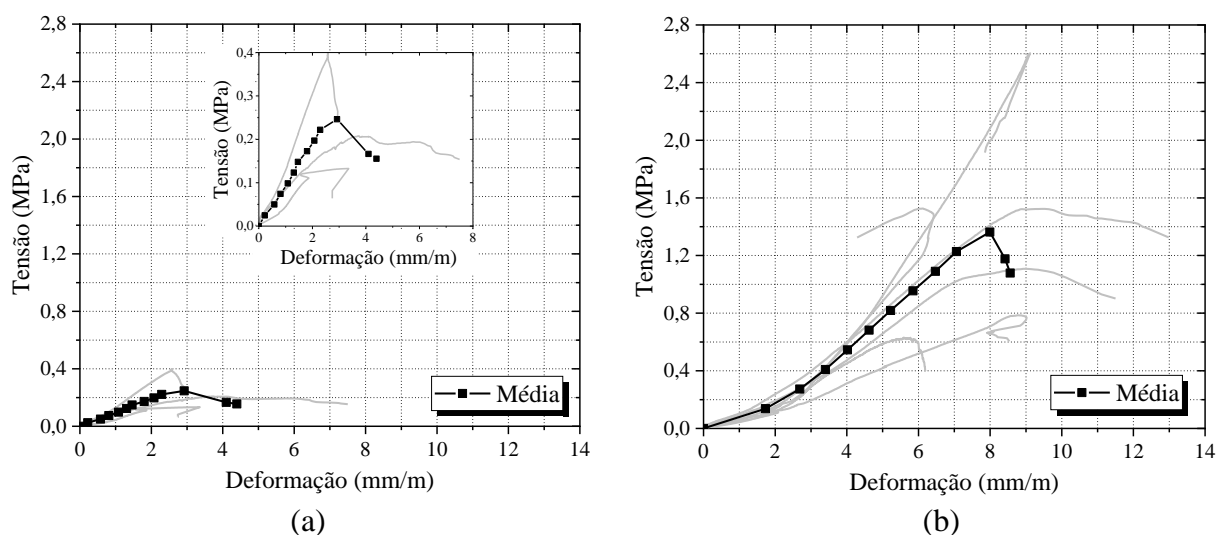 2,8
2,4
2,0
1,6
1,2
0,8
0,4
0,0
Tensão (MPa)
0 2 4 6 8 10 12 14
Deformação (mm/m)
0,4
0,3
0,2
0,1
0,0
Tensão (MPa)
0 2 4 6 8
Deformação (mm/m)
Média
(a)
2,8
2,4
2,0
1,6
1,2
0,8
0,4
0,0
Tensão (MPa)
0 2 4 6 8 10 12 14
Deformação (mm/m)
Média
(b)